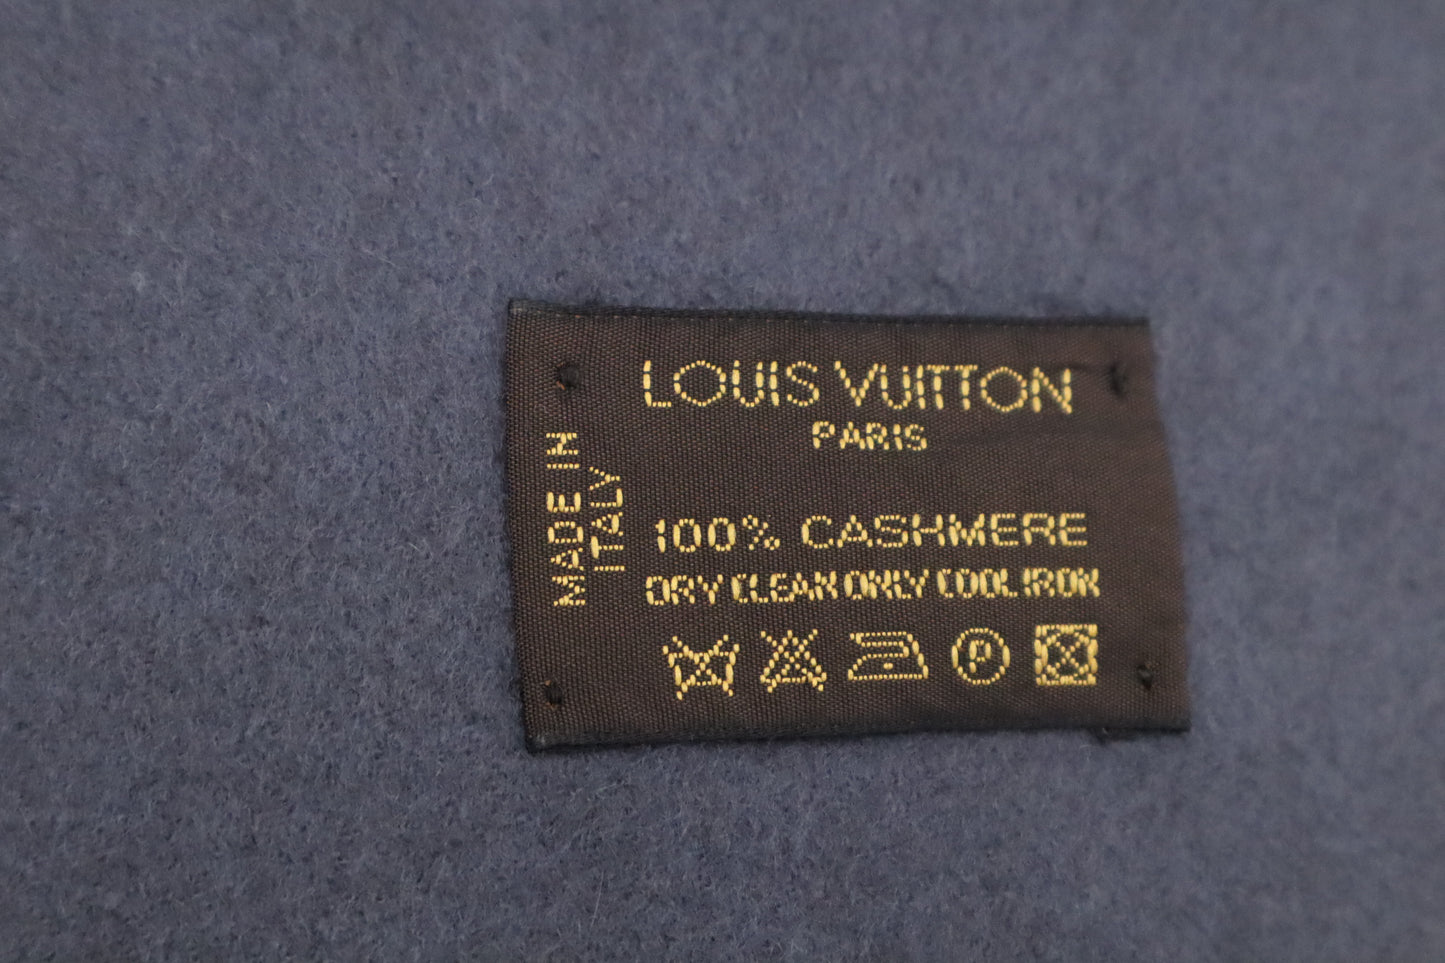 LOUIS VUITTON
PARIS
MADE IN
ITALY
100% CASHMERE
DRY CLEAN ONLY COOL IRON
P